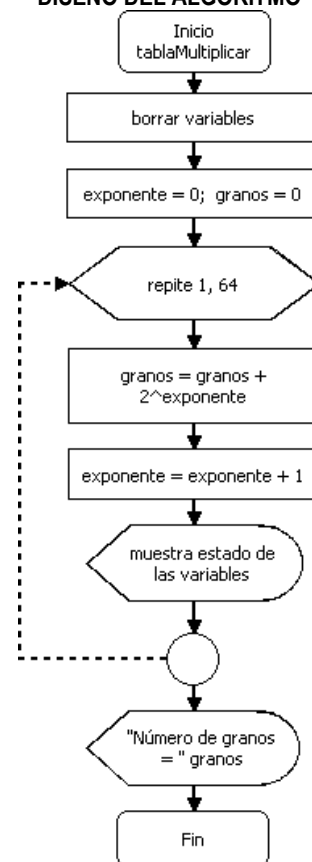 DISEÑO DEL ALGORITMO
Inicio
tablaMultiplicar
borrar variables
exponente = 0; granos = 0
repite 1, 64
granos = granos +
2^exponente
exponente = exponente + 1
muestra estado de
las variables
"Número de granos
= " granos
Fin